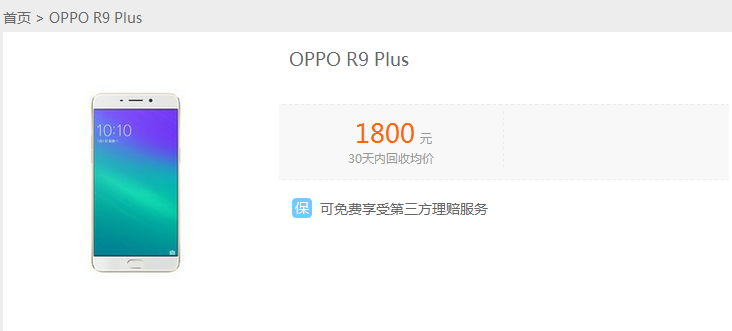 首页 > OPPO R9 Plus
OPPO R9 Plus
10:10
1800 元
30天内回收均价
保 可免费享受第三方理赔服务